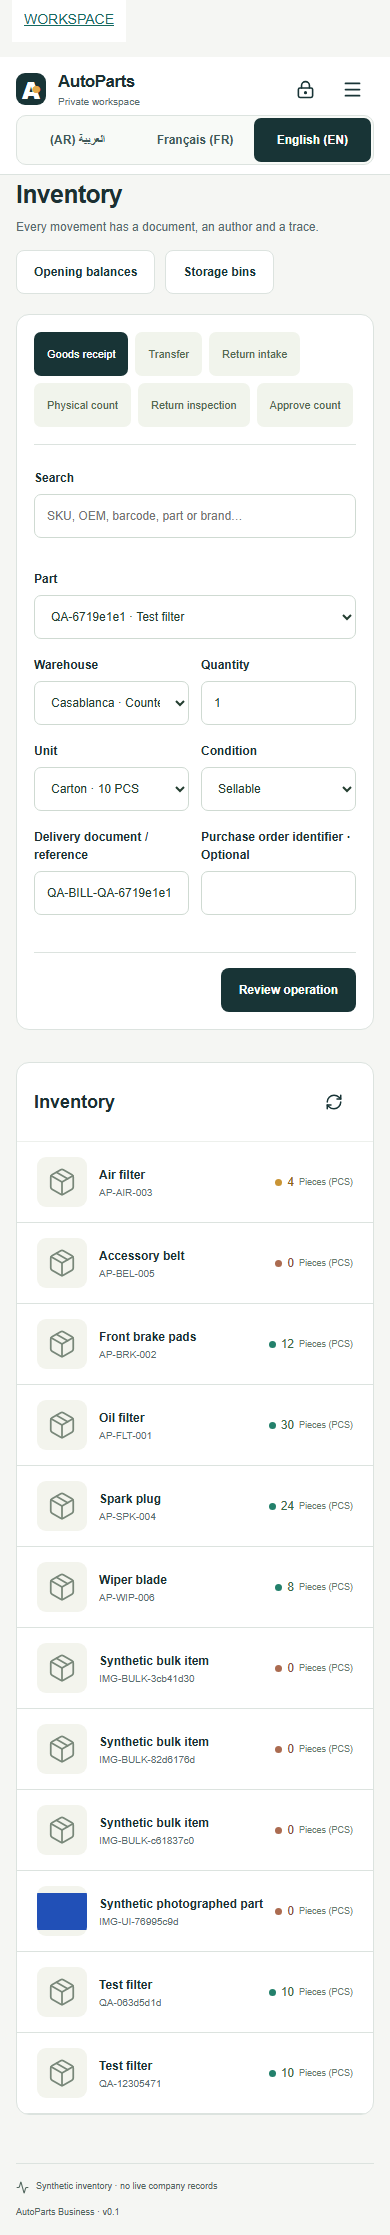 WORKSPACE
AutoParts
Private workspace
العربية (AR)
Français (FR)
English (EN)
Inventory
Every movement has a document, an author and a trace.
Opening balances
Storage bins
Goods receipt
Transfer
Return intake
Physical count
Return inspection
Approve count
Search
SKU, OEM, barcode, part or brand...
Part
QA-6719e1e1 · Test filter
Warehouse
Quantity
Casablanca · Counte
1
Unit
Condition
Carton · 10 PCS
Sellable
Delivery document /
reference
Purchase order identifier ·
Optional
QA-BILL-QA-6719e1e1
Review operation
Inventory
Air filter
AP-AIR-003
4 Pieces (PCS)
Accessory belt
AP-BEL-005
0 Pieces (PCS)
Front brake pads
AP-BRK-002
12 Pieces (PCS)
Oil filter
AP-FLT-001
30 Pieces (PCS)
Spark plug
AP-SPK-004
24 Pieces (PCS)
Wiper blade
AP-WIP-006
8 Pieces (PCS)
Synthetic bulk item
IMG-BULK-3cb41d30
0 Pieces (PCS)
Synthetic bulk item
IMG-BULK-82d6176d
0 Pieces (PCS)
Synthetic bulk item
IMG-BULK-c61837c0
0 Pieces (PCS)
Synthetic photographed part
IMG-UI-76995c9d
0 Pieces (PCS)
Test filter
QA-063d5d1d
10 Pieces (PCS)
Test filter
QA-12305471
10 Pieces (PCS)
Synthetic inventory · no live company records
AutoParts Business · v0.1